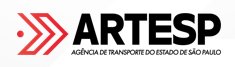 ARTESP
AGÊNCIA DE TRANSPORTE DO ESTADO DE SÃO PAULO